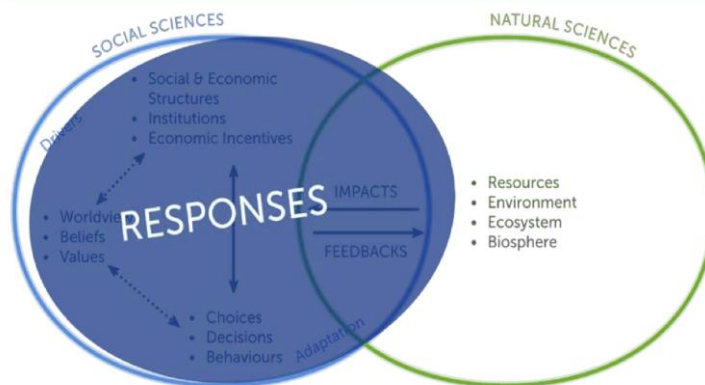 SOCIAL SCIENCES
NATURAL SCIENCES
Drivers
• Social & Economic
Structures
• Institutions
• Economic Incentives
IMPACTS
• Worldview
• Beliefs
• Values
RESPONSES
FEEDBACKS
• Resources
• Environment
• Ecosystem
• Biosphere
• Choices
• Decisions
• Behaviours
Adaptation